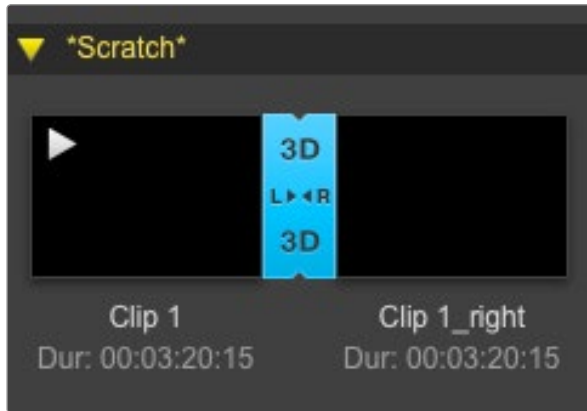 *Scratch*
3D
L R
3D
Clip 1 Clip 1_right
Dur: 00:03:20:15 Dur: 00:03:20:15